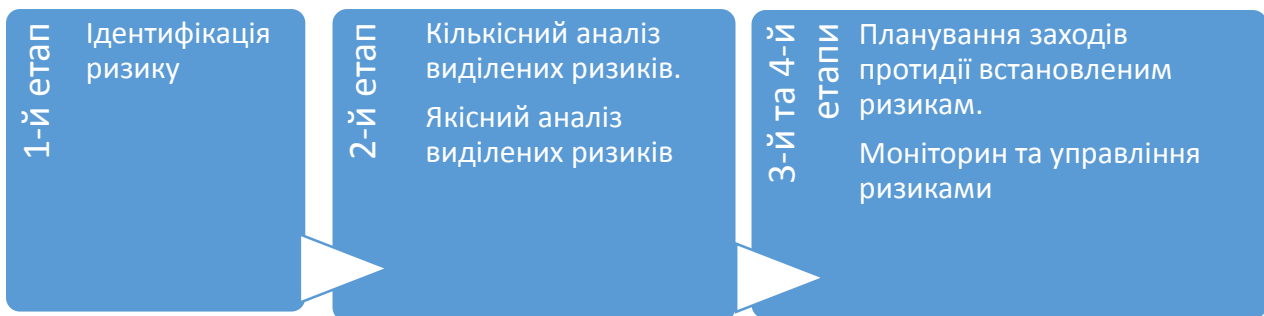 1-й етап
Ідентифікація
ризику
2-й етап
Кількісний аналіз
виділених ризиків.
Якісний аналіз
виділених ризиків
3-й та 4-й
етапи
Планування заходів
протидії встановленим
ризикам.
Моніторин та управління
ризиками